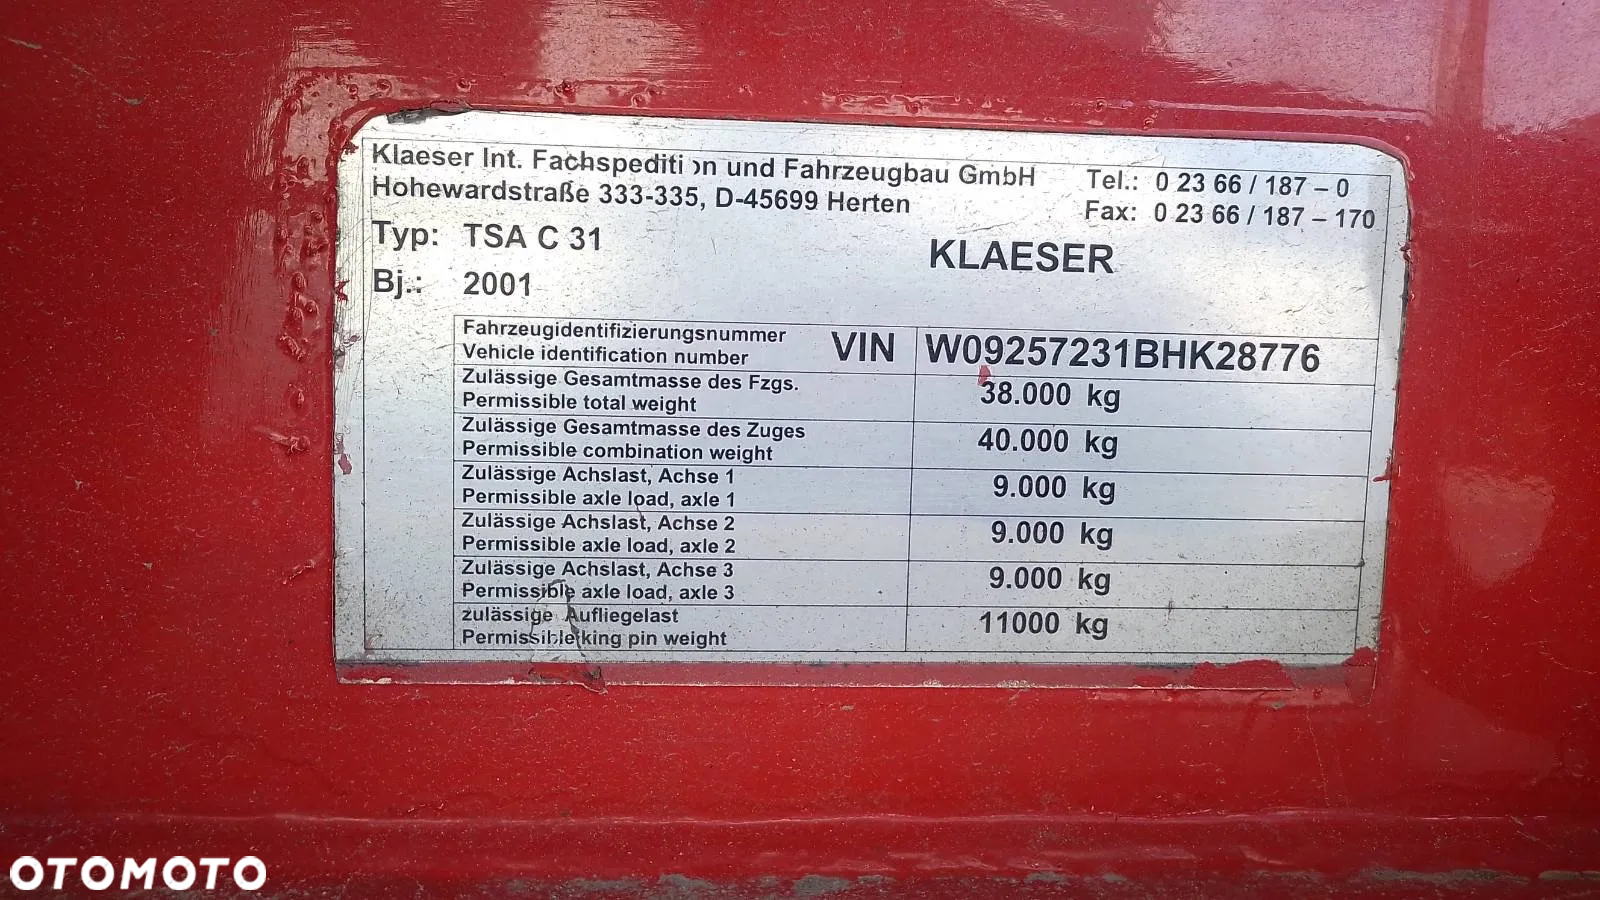 Klaeser Int. Fachspedition und Fahrzeugbau GmbH Tel.: 0 23 66 / 187 – 0
Hohewardstraße 333-335, D-45699 Herten Fax: 0 23 66 / 187 – 170
Typ: TSA C 31 KLAESER
Bj.: 2001
Fahrzeugidentifizierungsnummer
Vehicle identification number VIN W09257231BHK28776
Zulässige Gesamtmasse des Fzgs.
Permissible total weight 38.000 kg
Zulässige Gesamtmasse des Zuges
Permissible combination weight 40.000 kg
Zulässige Achslast, Achse 1
Permissible axle load, axle 1 9.000 kg
Zulässige Achslast, Achse 2
Permissible axle load, axle 2 9.000 kg
Zulässige Achslast, Achse 3
Permissible axle load, axle 3 9.000 kg
zulässige Aufliegelast
Permissible king pin weight 11000 kg
OTOMOTO